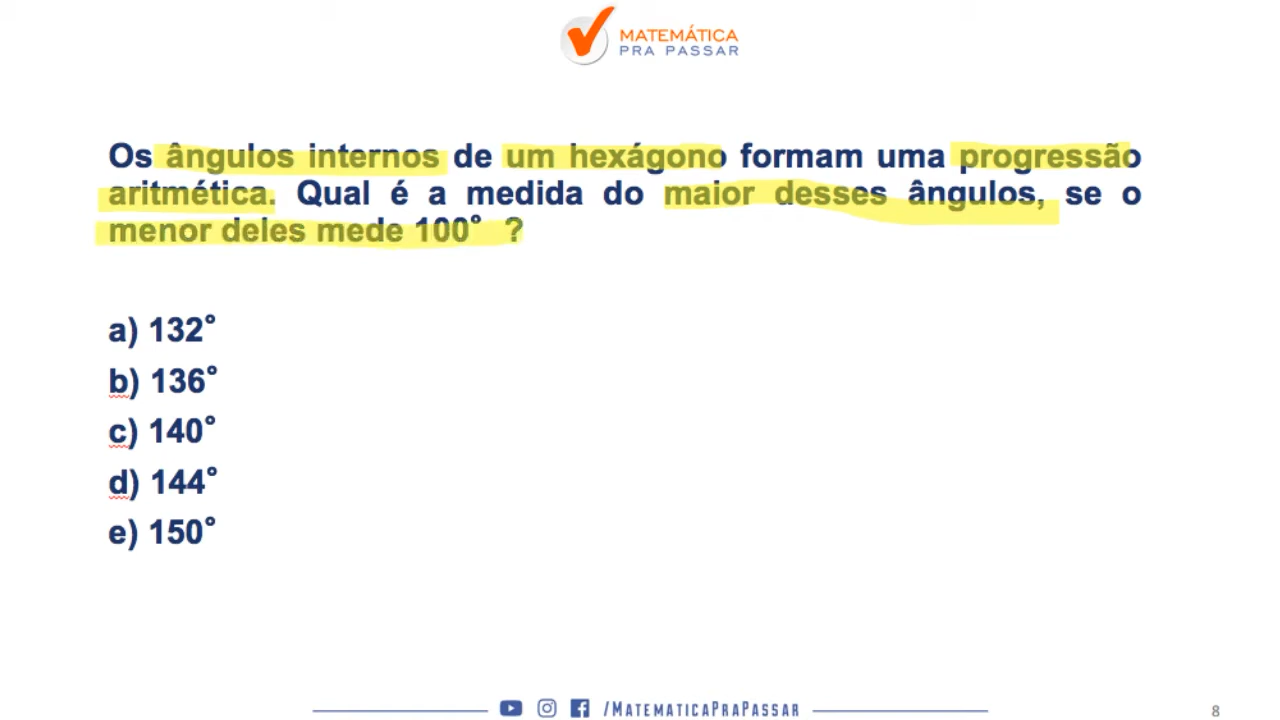 MATEMÁTICA
PRA PASSAR
Os ângulos internos de um hexágono formam uma progressão
aritmética. Qual é a medida do maior desses ângulos, se o
menor deles mede 100° ?
a) 132°
b) 136°
c) 140°
d) 144°
e) 150°
/MATEMATICAPRAPASSAR
8